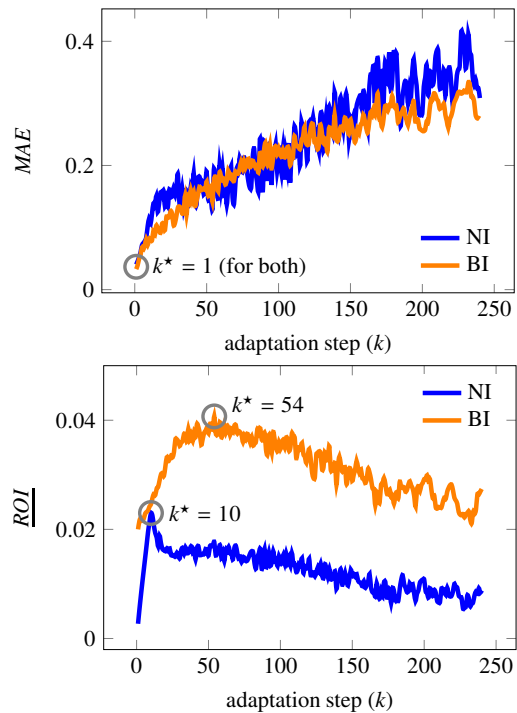 0.4
0.2
0
MAE
k★ = 1 (for both)
NI
BI
0 50 100 150 200 250
adaptation step (k)
NI
BI
0.04
0.02
0
ROI
k★ = 54
k★ = 10
0 50 100 150 200 250
adaptation step (k)